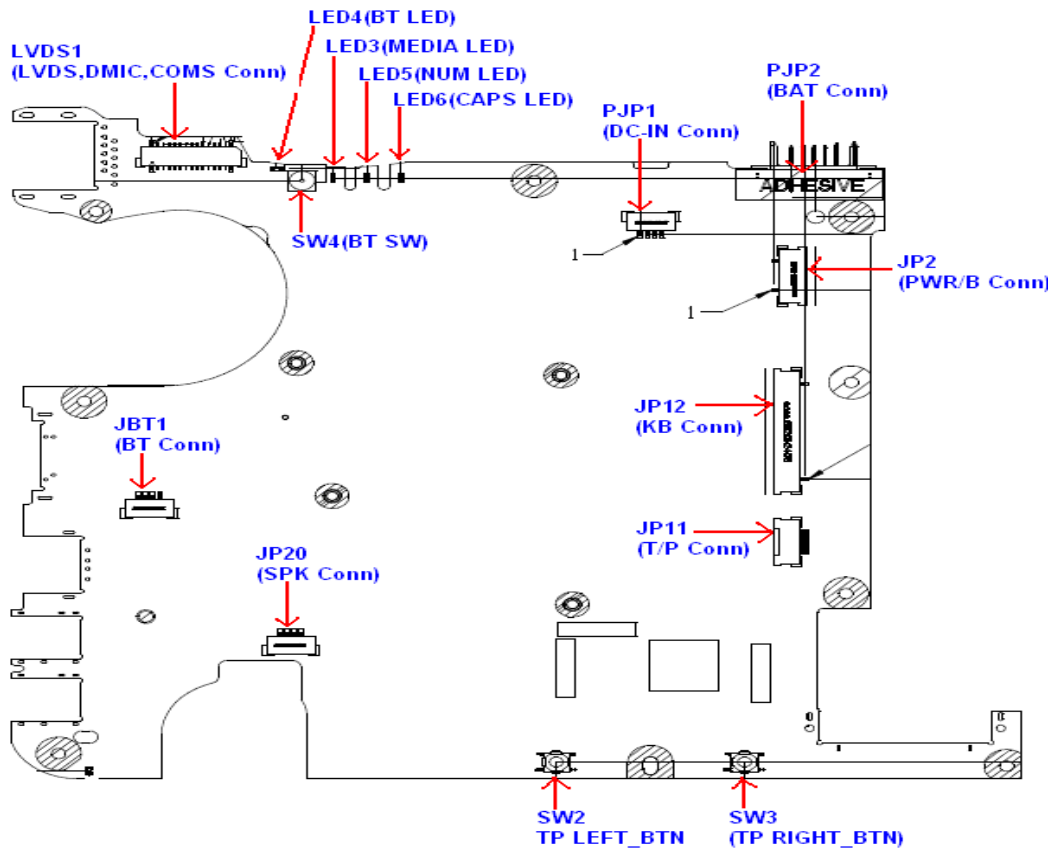 LED4(BT LED)
LED3(MEDIA LED)
LED5(NUM LED)
LED6(CAPS LED)
LVDS1
(LVDS,DMIC,COMS Conn)
PJP1
(DC-IN Conn)
PJP2
(BAT Conn)
ADHESIVE
SW4(BT SW)
1
JP2
(PWR/B Conn)
1
JP12
(KB Conn)
JBT1
(BT Conn)
JP11
(T/P Conn)
JP20
(SPK Conn)
SW2
TP LEFT_BTN
SW3
(TP RIGHT_BTN)